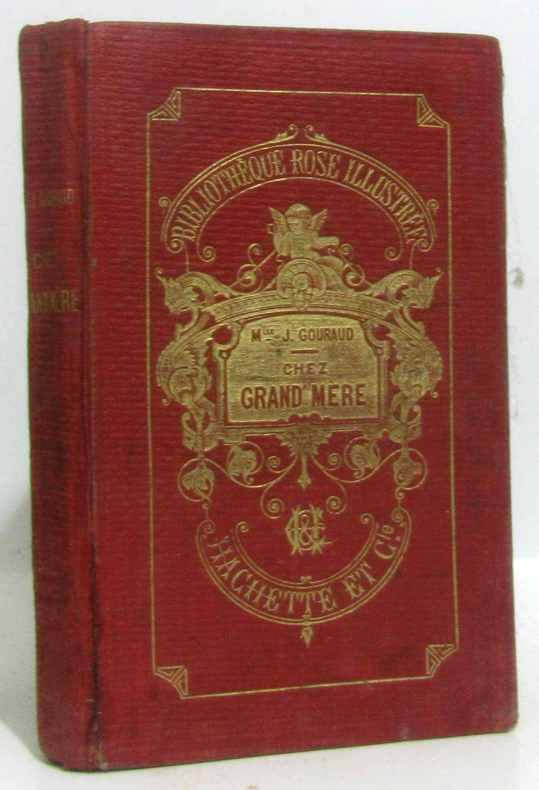 BIBLIOTHÈQUE ROSE ILLUSTRÉE
MLLE J. GOURAUD
CHEZ
GRAND'MÈRE
HACHETTE ET Cie